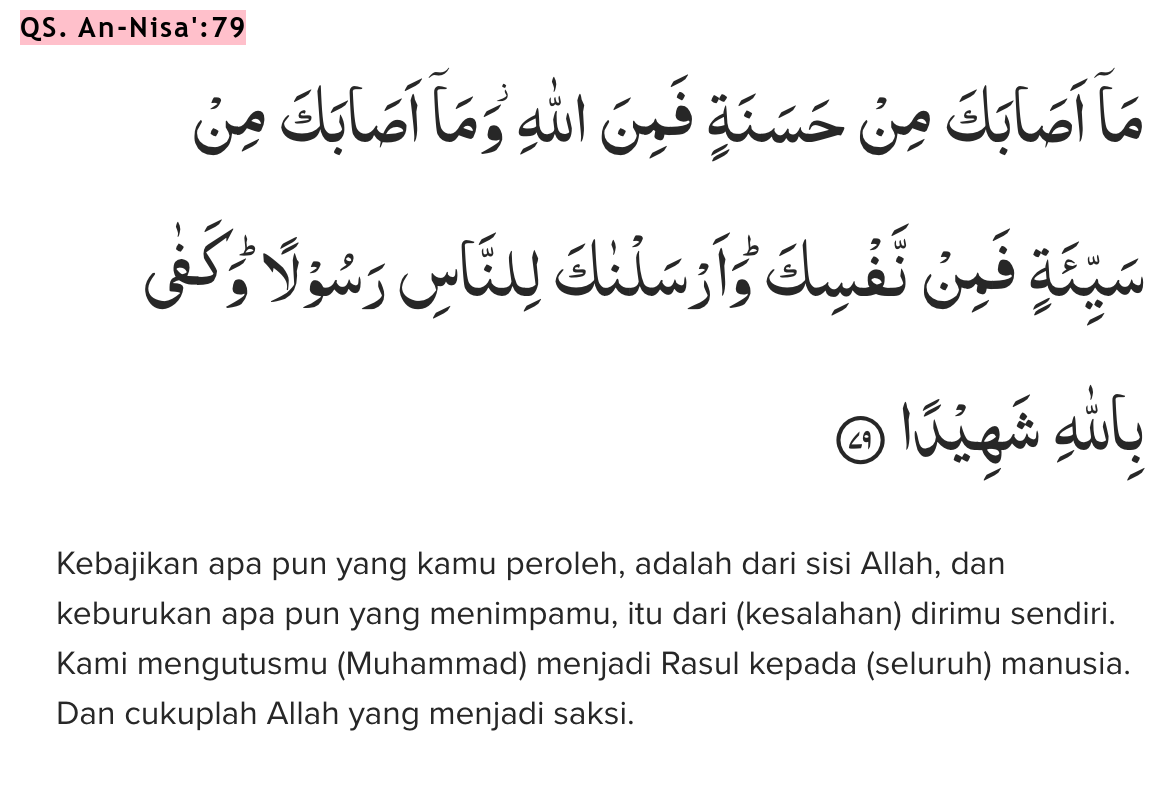 QS. An-Nisa':79
مَآ اَصَابَكَ مِنْ حَسَنَةٍ فَمِنَ اللّٰهِ ۖ وَمَآ اَصَابَكَ مِنْ
سَيِّئَةٍ فَمِنْ نَّفْسِكَ ۗ وَاَرْسَلْنٰكَ لِلنَّاسِ رَسُوْلًا ۗ وَكَفٰى
بِاللّٰهِ شَهِيْدًا ٧٩
Kebajikan apa pun yang kamu peroleh, adalah dari sisi Allah, dan
keburukan apa pun yang menimpamu, itu dari (kesalahan) dirimu sendiri.
Kami mengutusmu (Muhammad) menjadi Rasul kepada (seluruh) manusia.
Dan cukuplah Allah yang menjadi saksi.